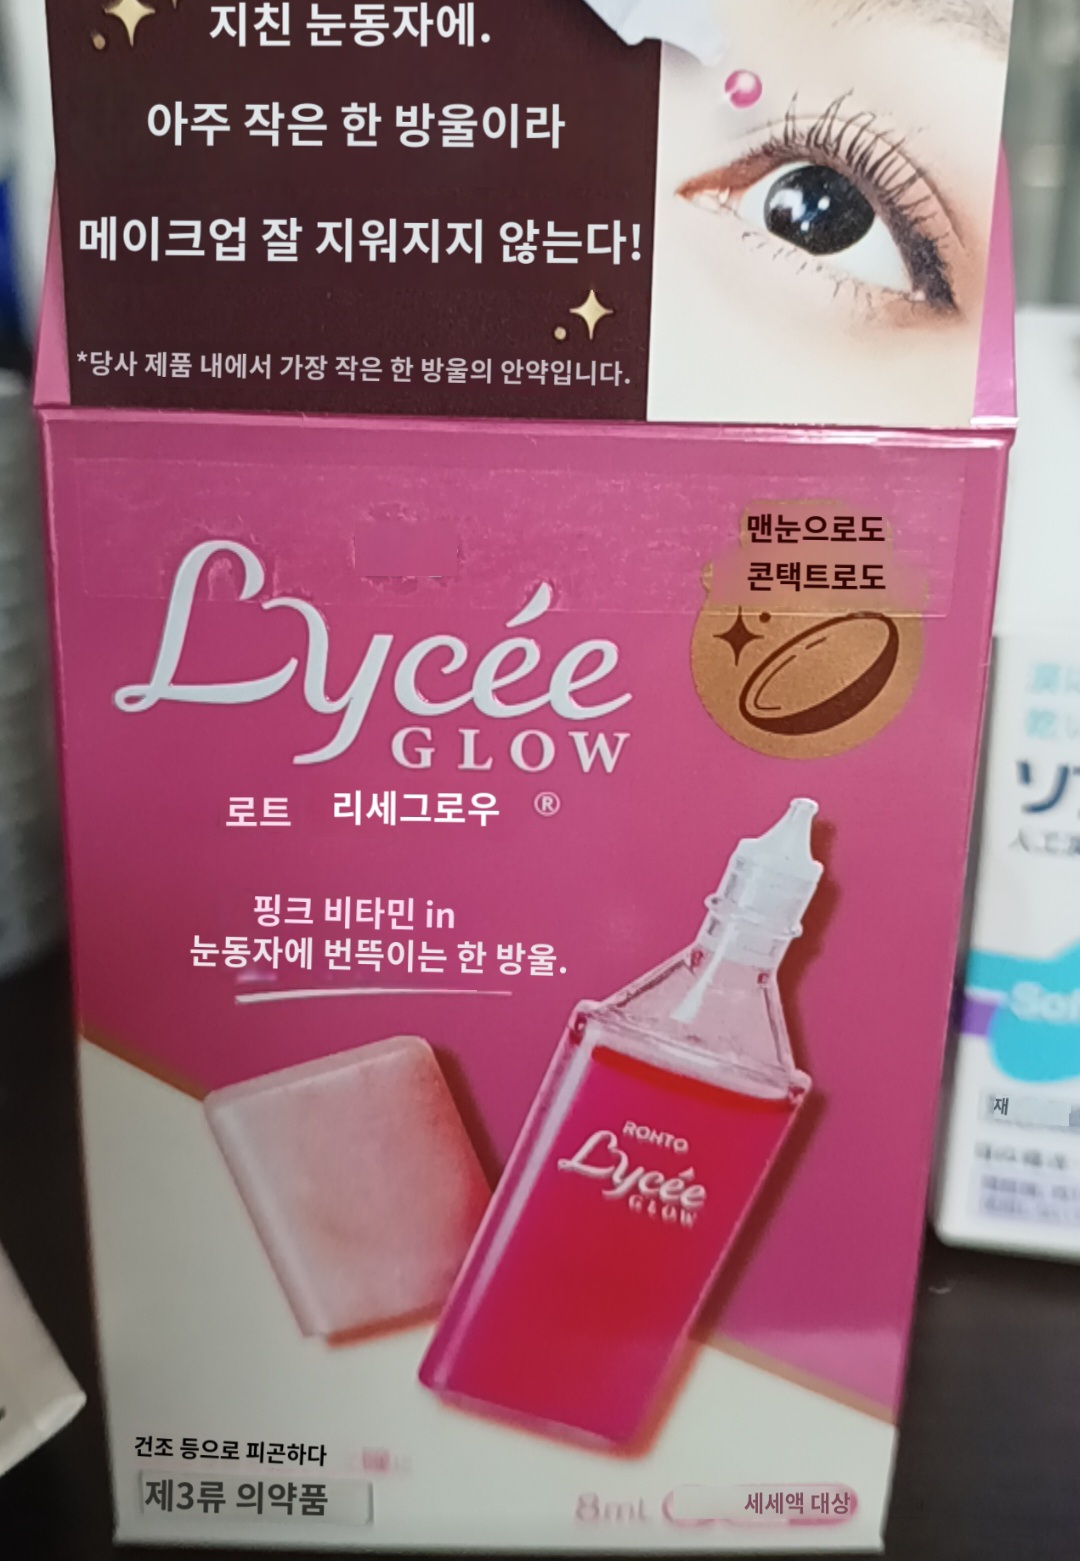 지친 눈동자에.
아주 작은 한 방울이라
메이크업 잘 지워지지 않는다!
*당사 제품 내에서 가장 작은 한 방울의 안약입니다.
맨눈으로도
콘택트로도
Lycée
GLOW
로트 리세그로우 ®
핑크 비타민 in
눈동자에 번뜩이는 한 방울.
ROHTO
Lycée
GLOW
건조 등으로 피곤하다
제3류 의약품
8mL 세세액 대상
ソフ
재